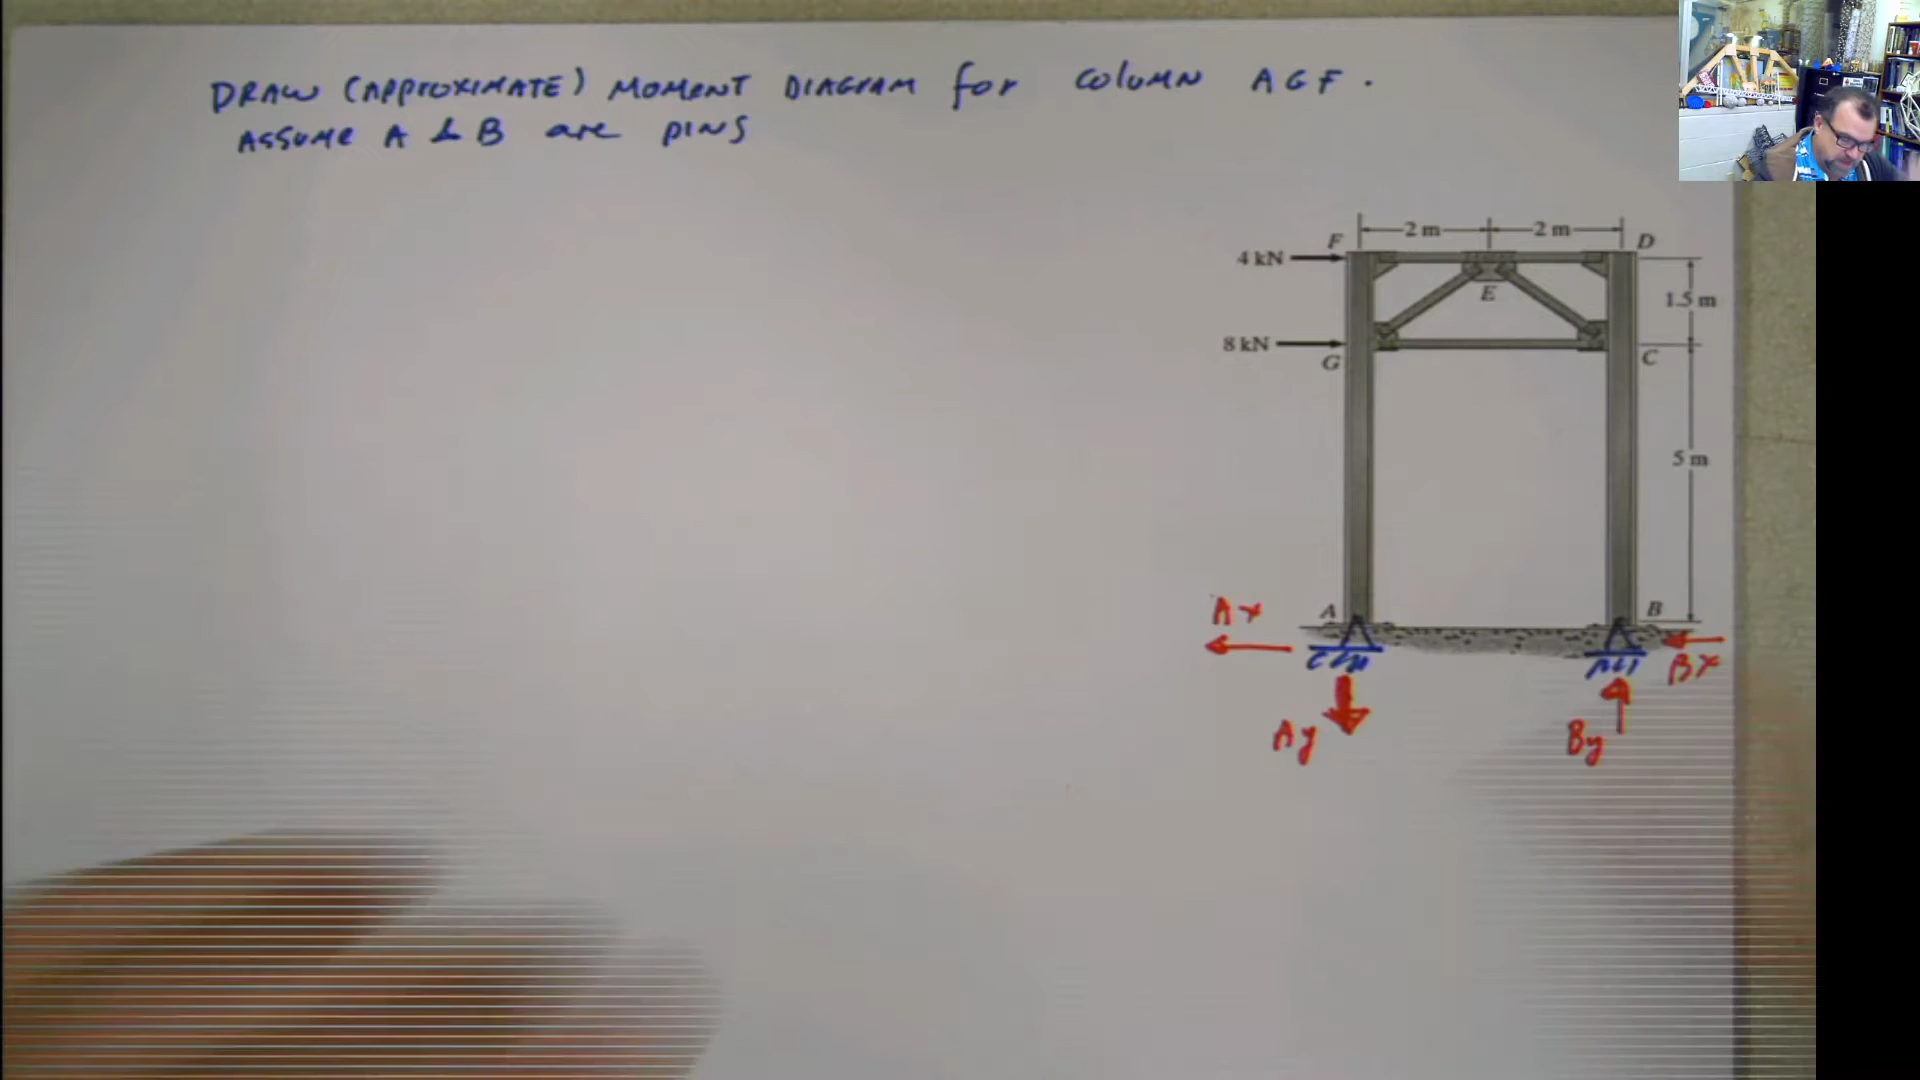 DRAW (APPROXIMATE) MOMENT DIAGRAM for COLUMN AGF.
ASSUME A & B are PINS
2 m 2 m
F D
4 kN
E
1.5 m
8 kN
G C
5 m
A B
Ax
Bx
Ay By